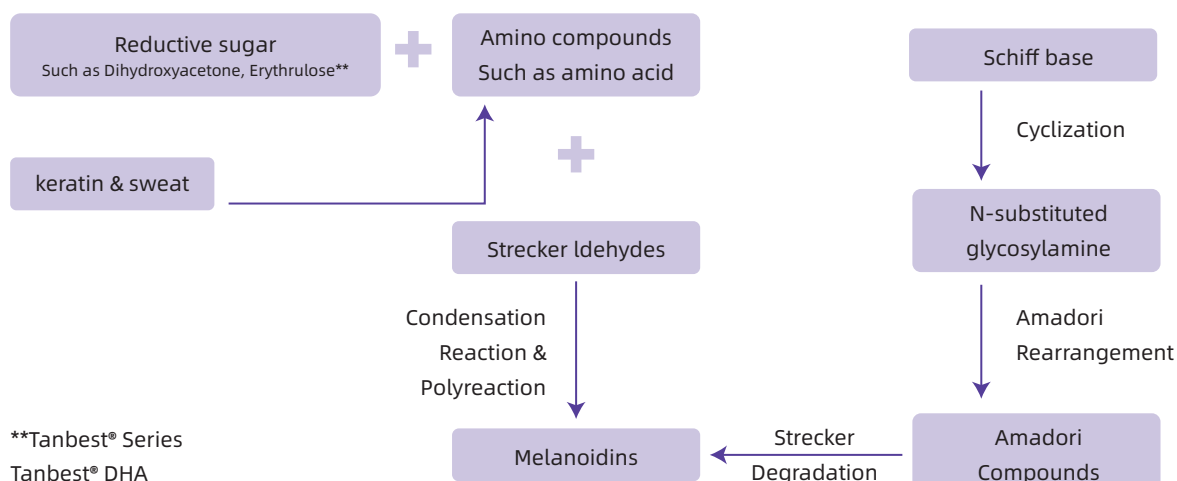 Reductive sugar
Such as Dihydroxyacetone, Erythrulose**
Amino compounds
Such as amino acid
Schiff base
Cyclization
keratin & sweat
N-substituted
glycosylamine
Strecker ldehydes
Condensation
Reaction &
Polyreaction
Amadori
Rearrangement
**Tanbest® Series
Tanbest® DHA
Melanoidins
Strecker
Degradation
Amadori
Compounds